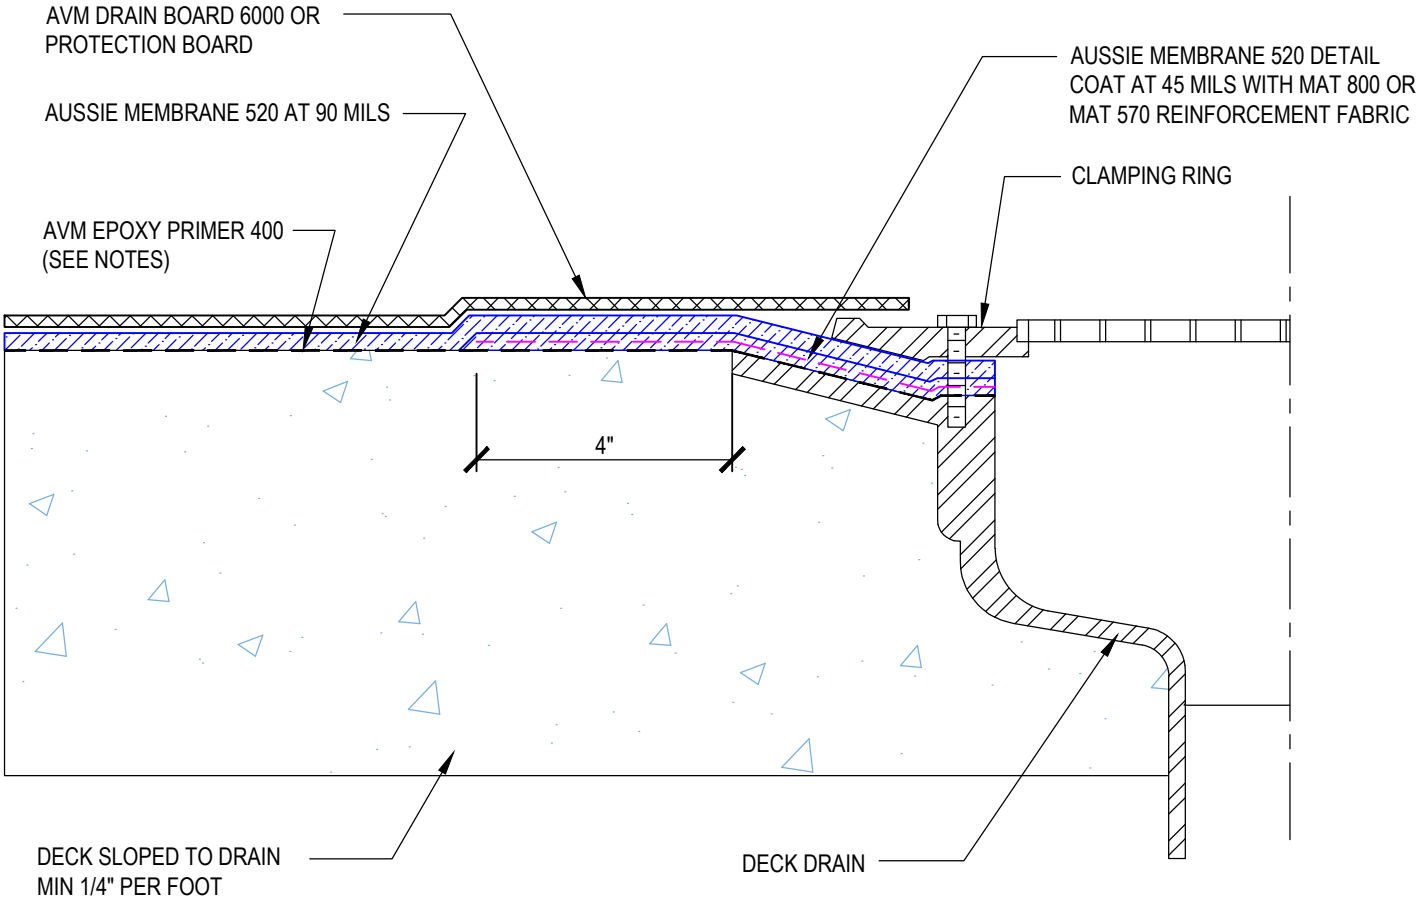 AVM DRAIN BOARD 6000 OR
PROTECTION BOARD
AUSSIE MEMBRANE 520 DETAIL
COAT AT 45 MILS WITH MAT 800 OR
MAT 570 REINFORCEMENT FABRIC
AUSSIE MEMBRANE 520 AT 90 MILS
CLAMPING RING
AVM EPOXY PRIMER 400
(SEE NOTES)
4"
DECK SLOPED TO DRAIN
MIN 1/4" PER FOOT
DECK DRAIN